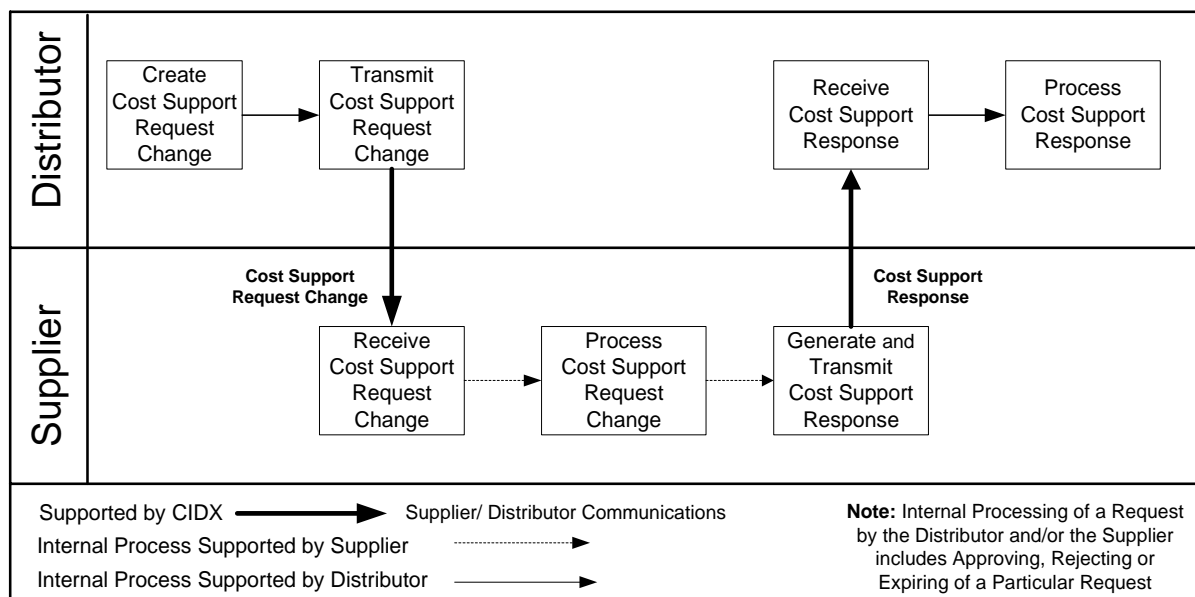 Distributor
Create
Cost Support
Request
Change
Transmit
Cost Support
Request
Change
Receive
Cost Support
Response
Process
Cost Support
Response
Supplier
Cost Support
Request Change
Cost Support
Response
Receive
Cost Support
Request
Change
Process
Cost Support
Request
Change
Generate and
Transmit
Cost Support
Response
Supported by CIDX
Supplier/ Distributor Communications
Internal Process Supported by Supplier
Internal Process Supported by Distributor
Note: Internal Processing of a Request
by the Distributor and/or the Supplier
includes Approving, Rejecting or
Expiring of a Particular Request